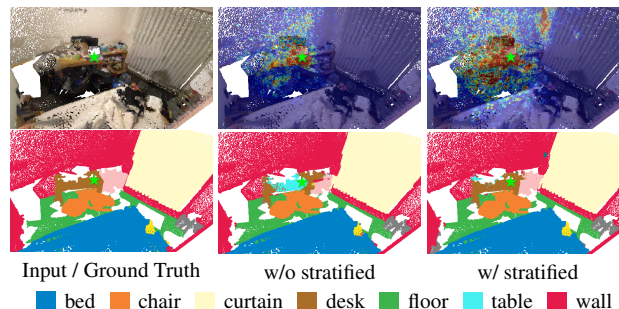 Input / Ground Truth w/o stratified w/ stratified
bed chair curtain desk floor table wall